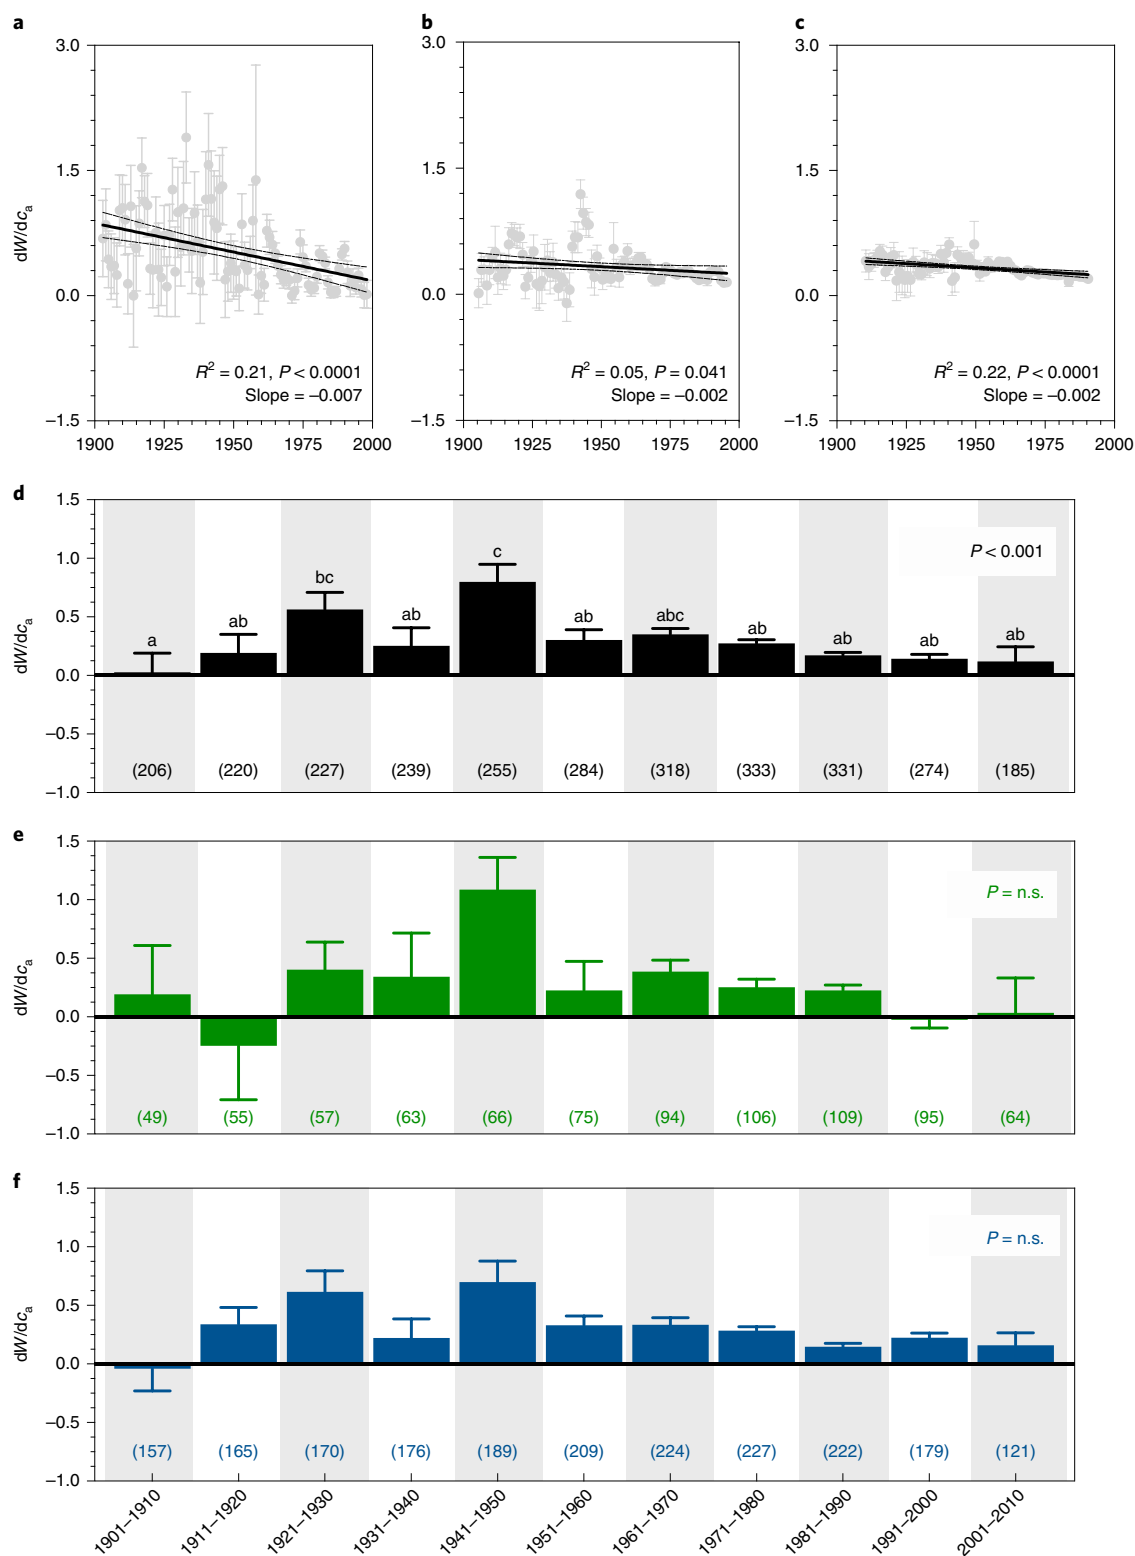 a
b
c
3.0
1.5
0.0
–1.5
dW/dca
R2 = 0.21, P < 0.0001
Slope = –0.007
1900
1925
1950
1975
2000
3.0
1.5
0.0
–1.5
R2 = 0.05, P = 0.041
Slope = –0.002
1900
1925
1950
1975
2000
3.0
1.5
0.0
–1.5
R2 = 0.22, P < 0.0001
Slope = –0.002
1900
1925
1950
1975
2000
d
1.5
1.0
0.5
0.0
–0.5
–1.0
dW/dca
P < 0.001
a
ab
bc
ab
c
ab
abc
ab
ab
ab
ab
(206)
(220)
(227)
(239)
(255)
(284)
(318)
(333)
(331)
(274)
(185)
e
1.5
1.0
0.5
0.0
–0.5
–1.0
dW/dca
P = n.s.
(49)
(55)
(57)
(63)
(66)
(75)
(94)
(106)
(109)
(95)
(64)
f
1.5
1.0
0.5
0.0
–0.5
–1.0
dW/dca
P = n.s.
(157)
(165)
(170)
(176)
(189)
(209)
(224)
(227)
(222)
(179)
(121)
1901–1910
1911–1920
1921–1930
1931–1940
1941–1950
1951–1960
1961–1970
1971–1980
1981–1990
1991–2000
2001–2010